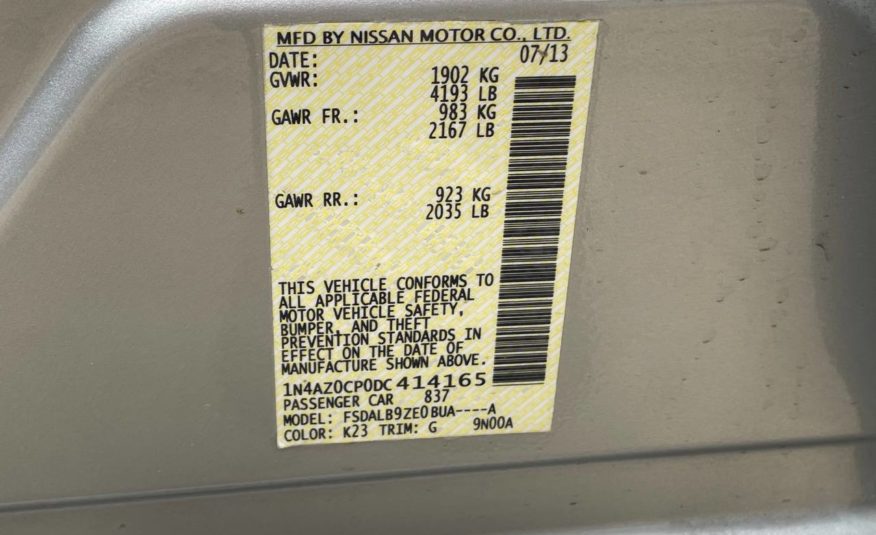 MFD BY NISSAN MOTOR CO., LTD.
DATE: 07/13
GVWR: 1902 KG
4193 LB
GAWR FR.: 983 KG
2167 LB
GAWR RR.: 923 KG
2035 LB
THIS VEHICLE CONFORMS TO
ALL APPLICABLE FEDERAL
MOTOR VEHICLE SAFETY,
BUMPER, AND THEFT
PREVENTION STANDARDS IN
EFFECT ON THE DATE OF
MANUFACTURE SHOWN ABOVE.
1N4AZ0CP0DC414165
PASSENGER CAR 837
MODEL: FSDALB9ZE0BUA----A
COLOR: K23 TRIM: G 9N00A